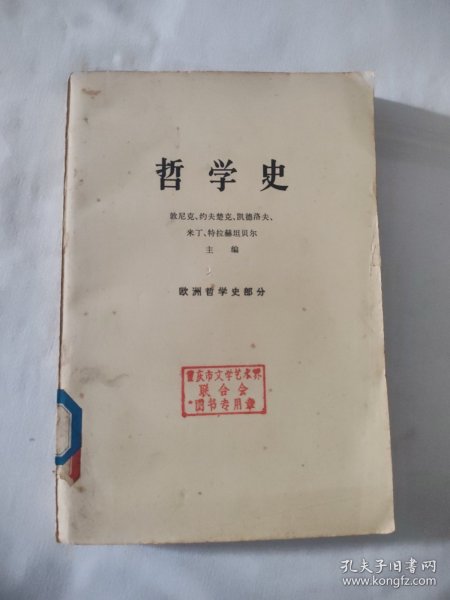 哲学史
敦尼克、约夫楚克、凯德洛夫、
米丁、特拉赫坦贝尔
主编
欧洲哲学史部分
重庆市文学艺术界
联合会
*图书专用章
孔夫子旧书网
www.kongfz.com